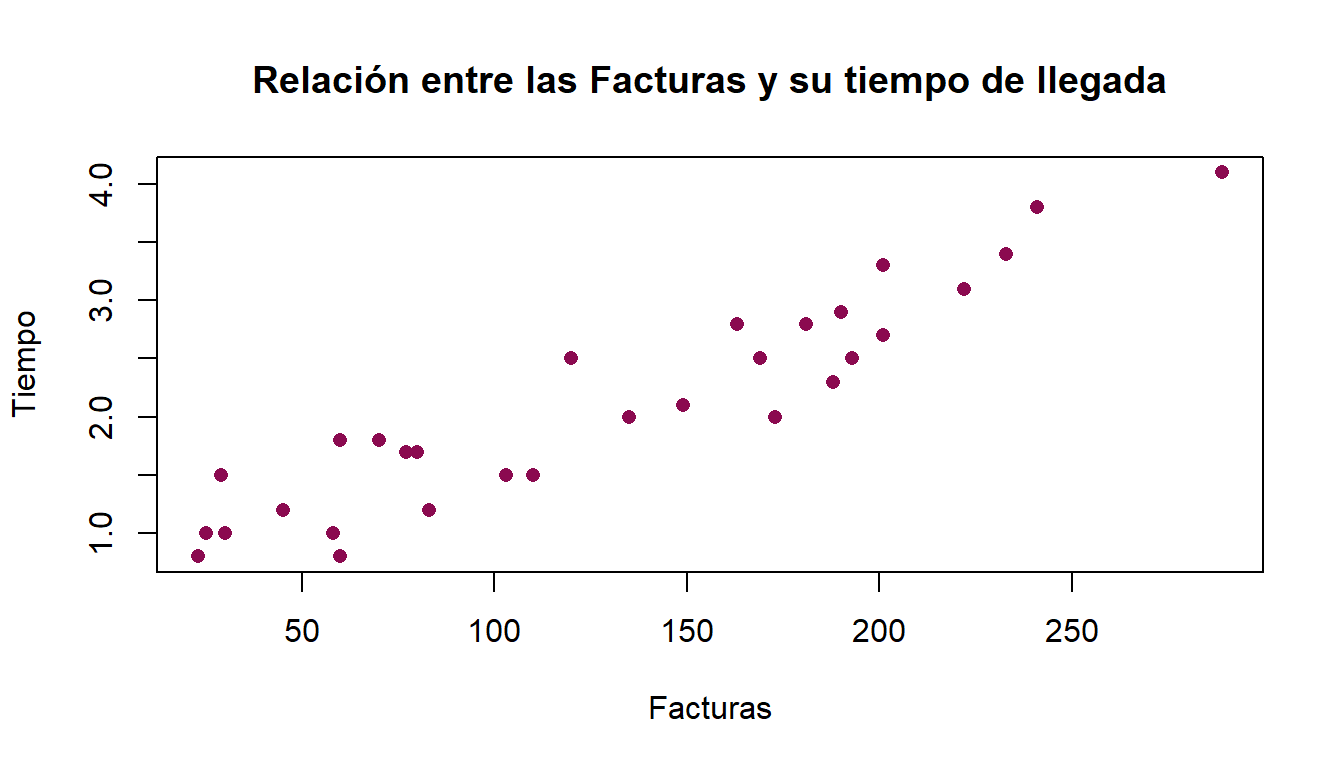 Relación entre las Facturas y su tiempo de llegada
Tiempo
4.0
3.0
2.0
1.0
50 100 150 200 250
Facturas